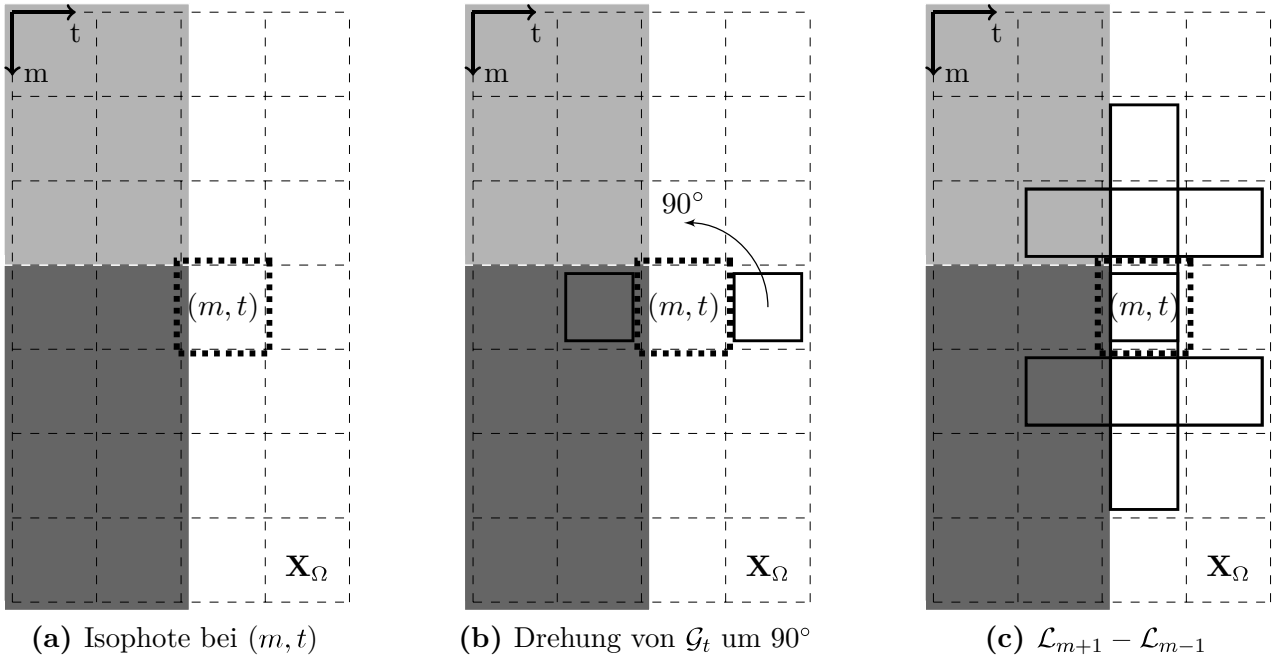 t
m
(m, t)
X_Ω
(a) Isophote bei (m, t)
t
m
90°
(m, t)
X_Ω
(b) Drehung von 𝒢_t um 90°
t
m
(m, t)
X_Ω
(c) ℒ_{m+1} − ℒ_{m−1}